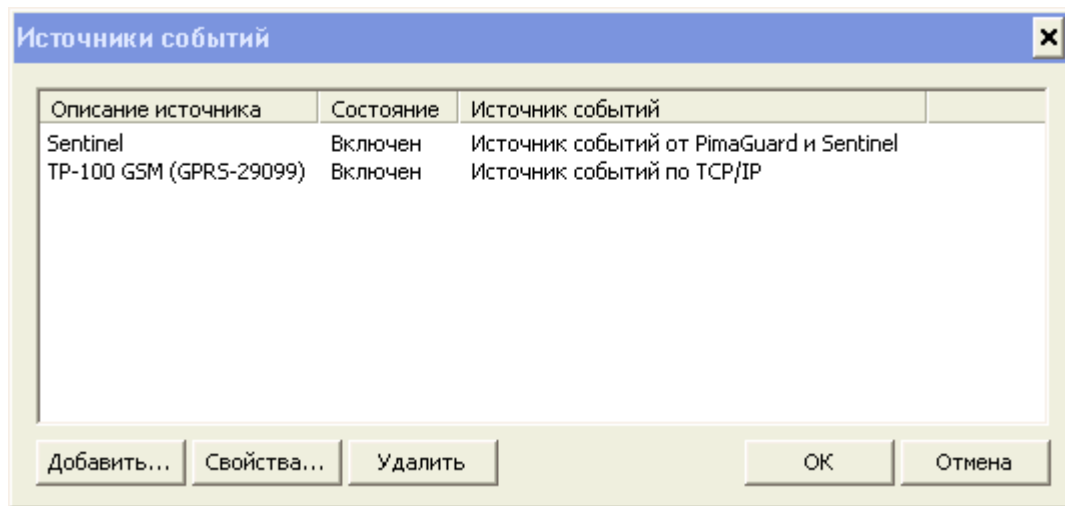 Источники событий
Описание источника Состояние Источник событий
Sentinel Включен Источник событий от PimaGuard и Sentinel
TP-100 GSM (GPRS-29099) Включен Источник событий по TCP/IP
Добавить... Свойства... Удалить OK Отмена